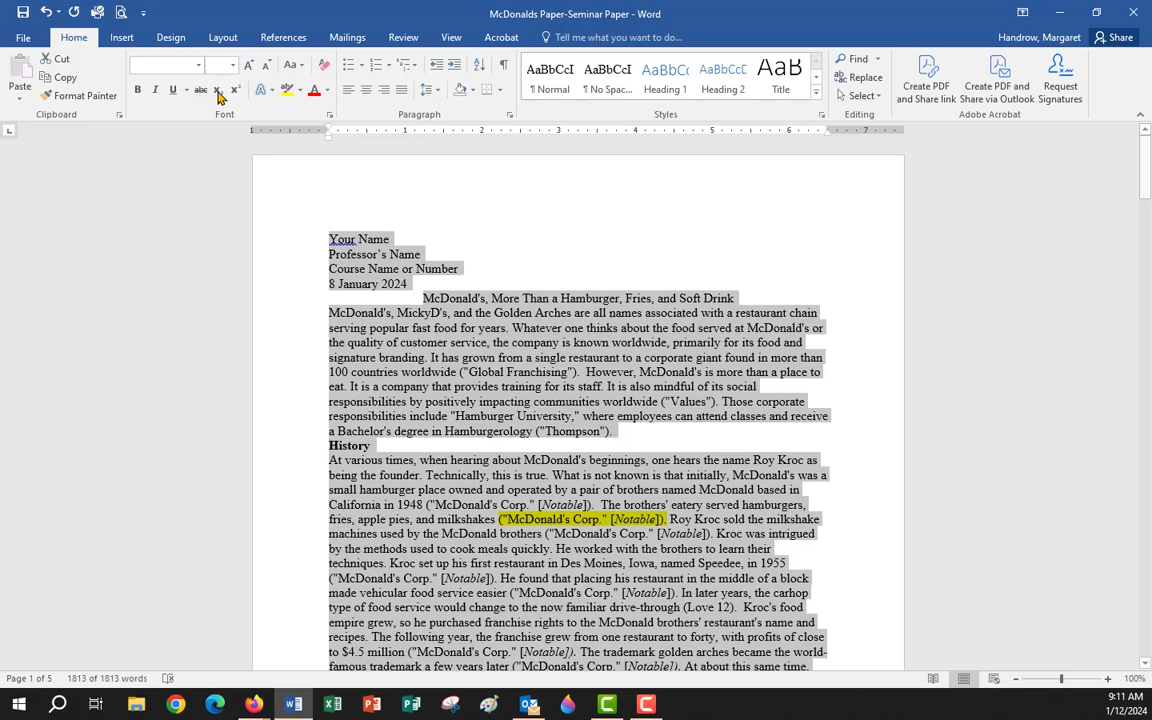 McDonalds Paper-Seminar Paper - Word
File Home Insert Design Layout References Mailings Review View Acrobat Tell me what you want to do... Handrow, Margaret Share
Paste
Cut
Copy
Format Painter
Clipboard
Aa
B I U abc x₂ x² A ab A
Font
Paragraph
AaBbCcI AaBbCcI AaBbCc AaBbCcI AaB
¶ Normal ¶ No Spac... Heading 1 Heading 2 Title
Styles
Find
Replace
Select
Editing
Create PDF and Share link
Create PDF and Share via Outlook
Request Signatures
Adobe Acrobat
1 1 2 3 4 5 6 7
Your Name
Professor's Name
Course Name or Number
8 January 2024
McDonald's, More Than a Hamburger, Fries, and Soft Drink
McDonald's, MickyD's, and the Golden Arches are all names associated with a restaurant chain
serving popular fast food for years. Whatever one thinks about the food served at McDonald's or
the quality of customer service, the company is known worldwide, primarily for its food and
signature branding. It has grown from a single restaurant to a corporate giant found in more than
100 countries worldwide ("Global Franchising"). However, McDonald's is more than a place to
eat. It is a company that provides training for its staff. It is also mindful of its social
responsibilities by positively impacting communities worldwide ("Values"). Those corporate
responsibilities include "Hamburger University," where employees can attend classes and receive
a Bachelor's degree in Hamburgerology ("Thompson").
History
At various times, when hearing about McDonald's beginnings, one hears the name Roy Kroc as
being the founder. Technically, this is true. What is not known is that initially, McDonald's was a
small hamburger place owned and operated by a pair of brothers named McDonald based in
California in 1948 ("McDonald's Corp." [Notable]). The brothers' eatery served hamburgers,
fries, apple pies, and milkshakes ("McDonald's Corp." [Notable]). Roy Kroc sold the milkshake
machines used by the McDonald brothers ("McDonald's Corp." [Notable]). Kroc was intrigued
by the methods used to cook meals quickly. He worked with the brothers to learn their
techniques. Kroc set up his first restaurant in Des Moines, Iowa, named Speedee, in 1955
("McDonald's Corp." [Notable]). He found that placing his restaurant in the middle of a block
made vehicular food service easier ("McDonald's Corp." [Notable]). In later years, the carhop
type of food service would change to the now familiar drive-through (Love 12). Kroc's food
empire grew, so he purchased franchise rights to the McDonald brothers' restaurant's name and
recipes. The following year, the franchise grew from one restaurant to forty, with profits of close
to $4.5 million ("McDonald's Corp." [Notable]). The trademark golden arches became the world-
famous trademark a few years later ("McDonald's Corp." [Notable]). At about this same time,
Page 1 of 5 1813 of 1813 words 100%
9:11 AM
1/12/2024